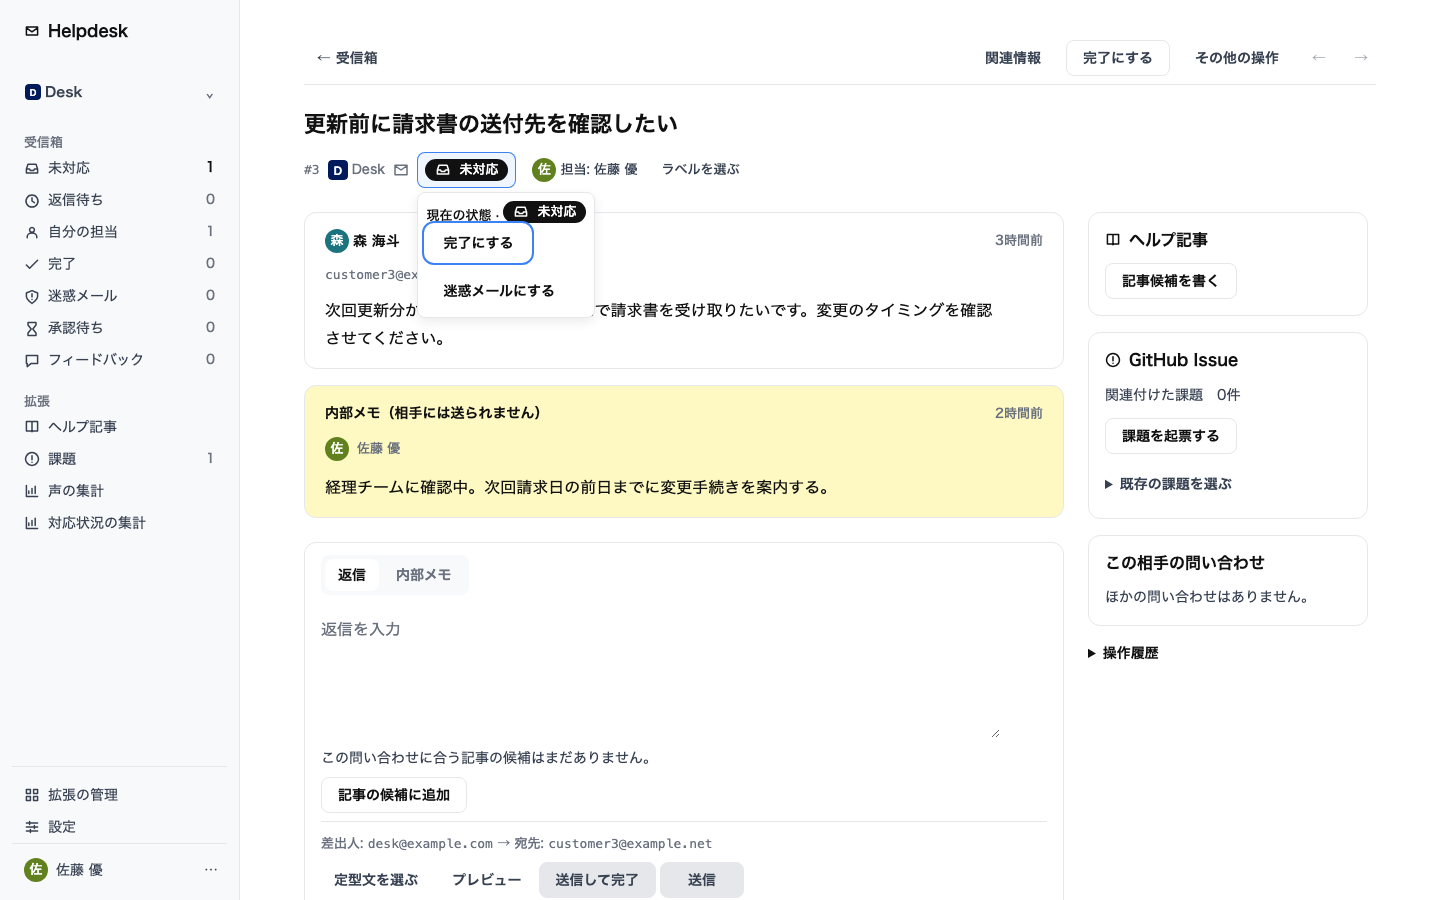 Helpdesk
D Desk
受信箱
未対応 1
返信待ち 0
自分の担当 1
完了 0
迷惑メール 0
承認待ち 0
フィードバック 0
拡張
ヘルプ記事
課題 1
声の集計
対応状況の集計
拡張の管理
設定
佐 佐藤 優 …
← 受信箱
関連情報 完了にする その他の操作 ← →
更新前に請求書の送付先を確認したい
#3 D Desk 未対応 佐 担当: 佐藤 優 ラベルを選ぶ
現在の状態 · 未対応
完了にする
迷惑メールにする
森 森 海斗 3時間前
customer3@ex
次回更新分か で請求書を受け取りたいです。変更のタイミングを確認
させてください。
内部メモ（相手には送られません） 2時間前
佐 佐藤 優
経理チームに確認中。次回請求日の前日までに変更手続きを案内する。
返信 内部メモ
返信を入力
この問い合わせに合う記事の候補はまだありません。
記事の候補に追加
差出人: desk@example.com → 宛先: customer3@example.net
定型文を選ぶ プレビュー 送信して完了 送信
ヘルプ記事
記事候補を書く
GitHub Issue
関連付けた課題 0件
課題を起票する
▶ 既存の課題を選ぶ
この相手の問い合わせ
ほかの問い合わせはありません。
▶ 操作履歴